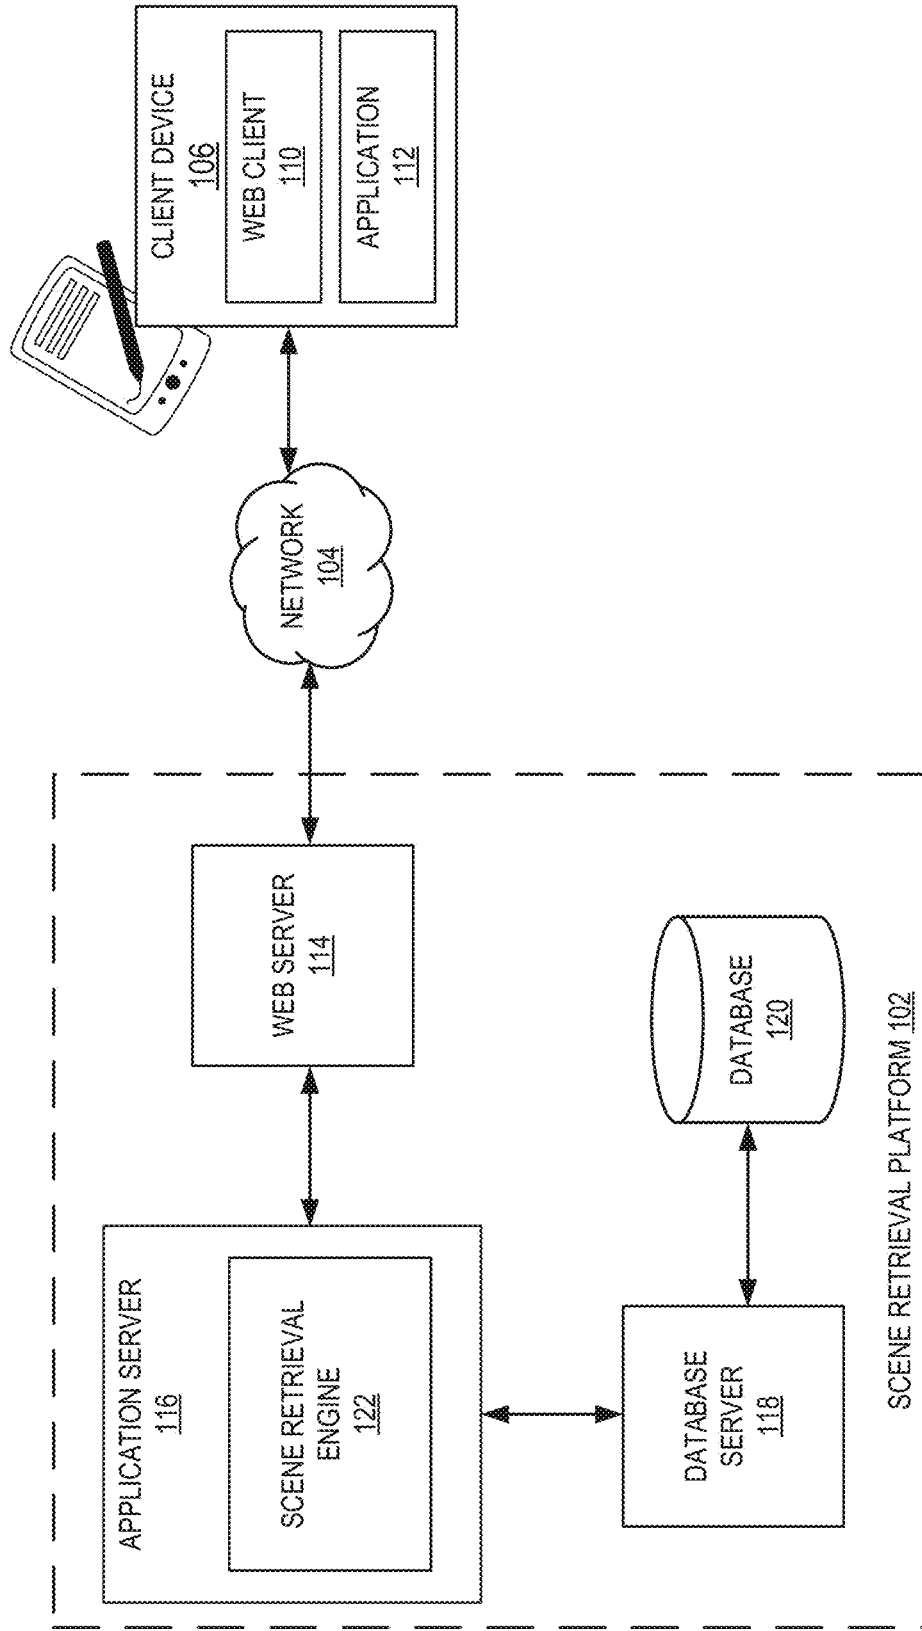 APPLICATION SERVER
116
SCENE RETRIEVAL
ENGINE
122
WEB SERVER
114
NETWORK
104
CLIENT DEVICE
106
WEB CLIENT
110
APPLICATION
112
DATABASE
SERVER
118
DATABASE
120
SCENE RETRIEVAL PLATFORM 102